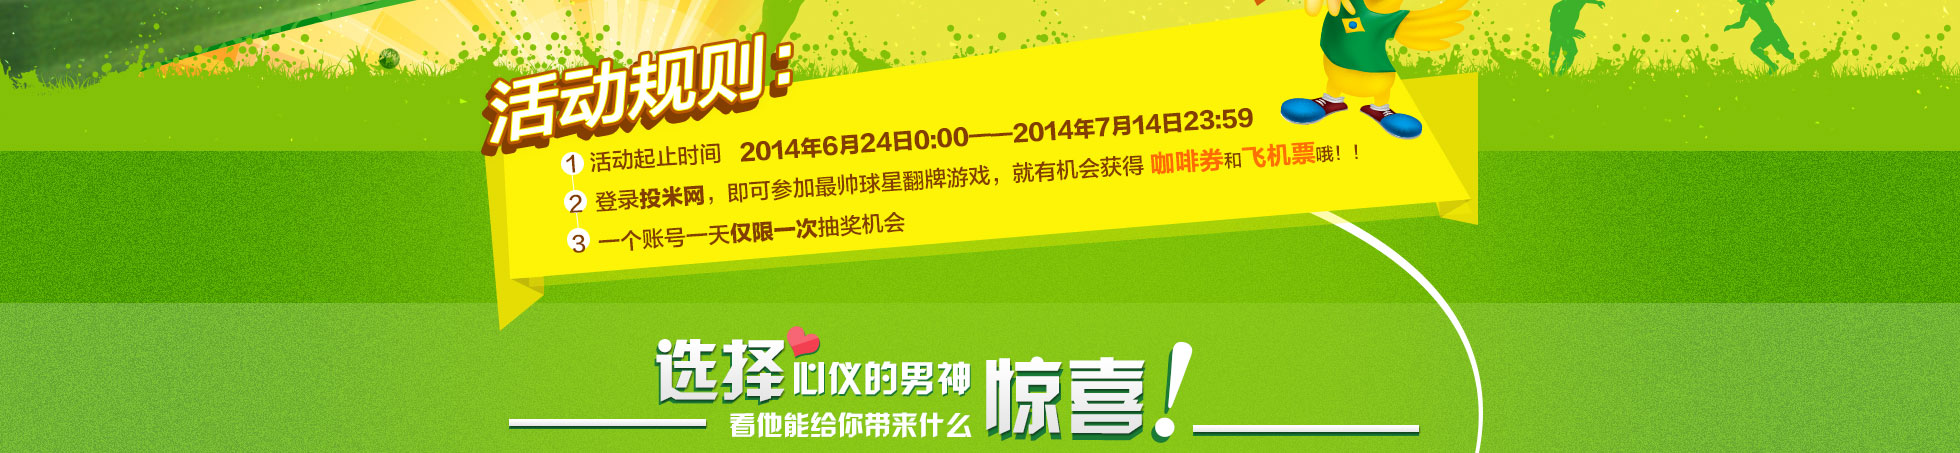 活动规则：
1 活动起止时间 2014年6月24日0:00——2014年7月14日23:59
2 登录投米网，即可参加最帅球星翻牌游戏，就有机会获得 咖啡券和飞机票哦！！
3 一个账号一天仅限一次抽奖机会
选择心仪的男神
看他能给你带来什么惊喜！